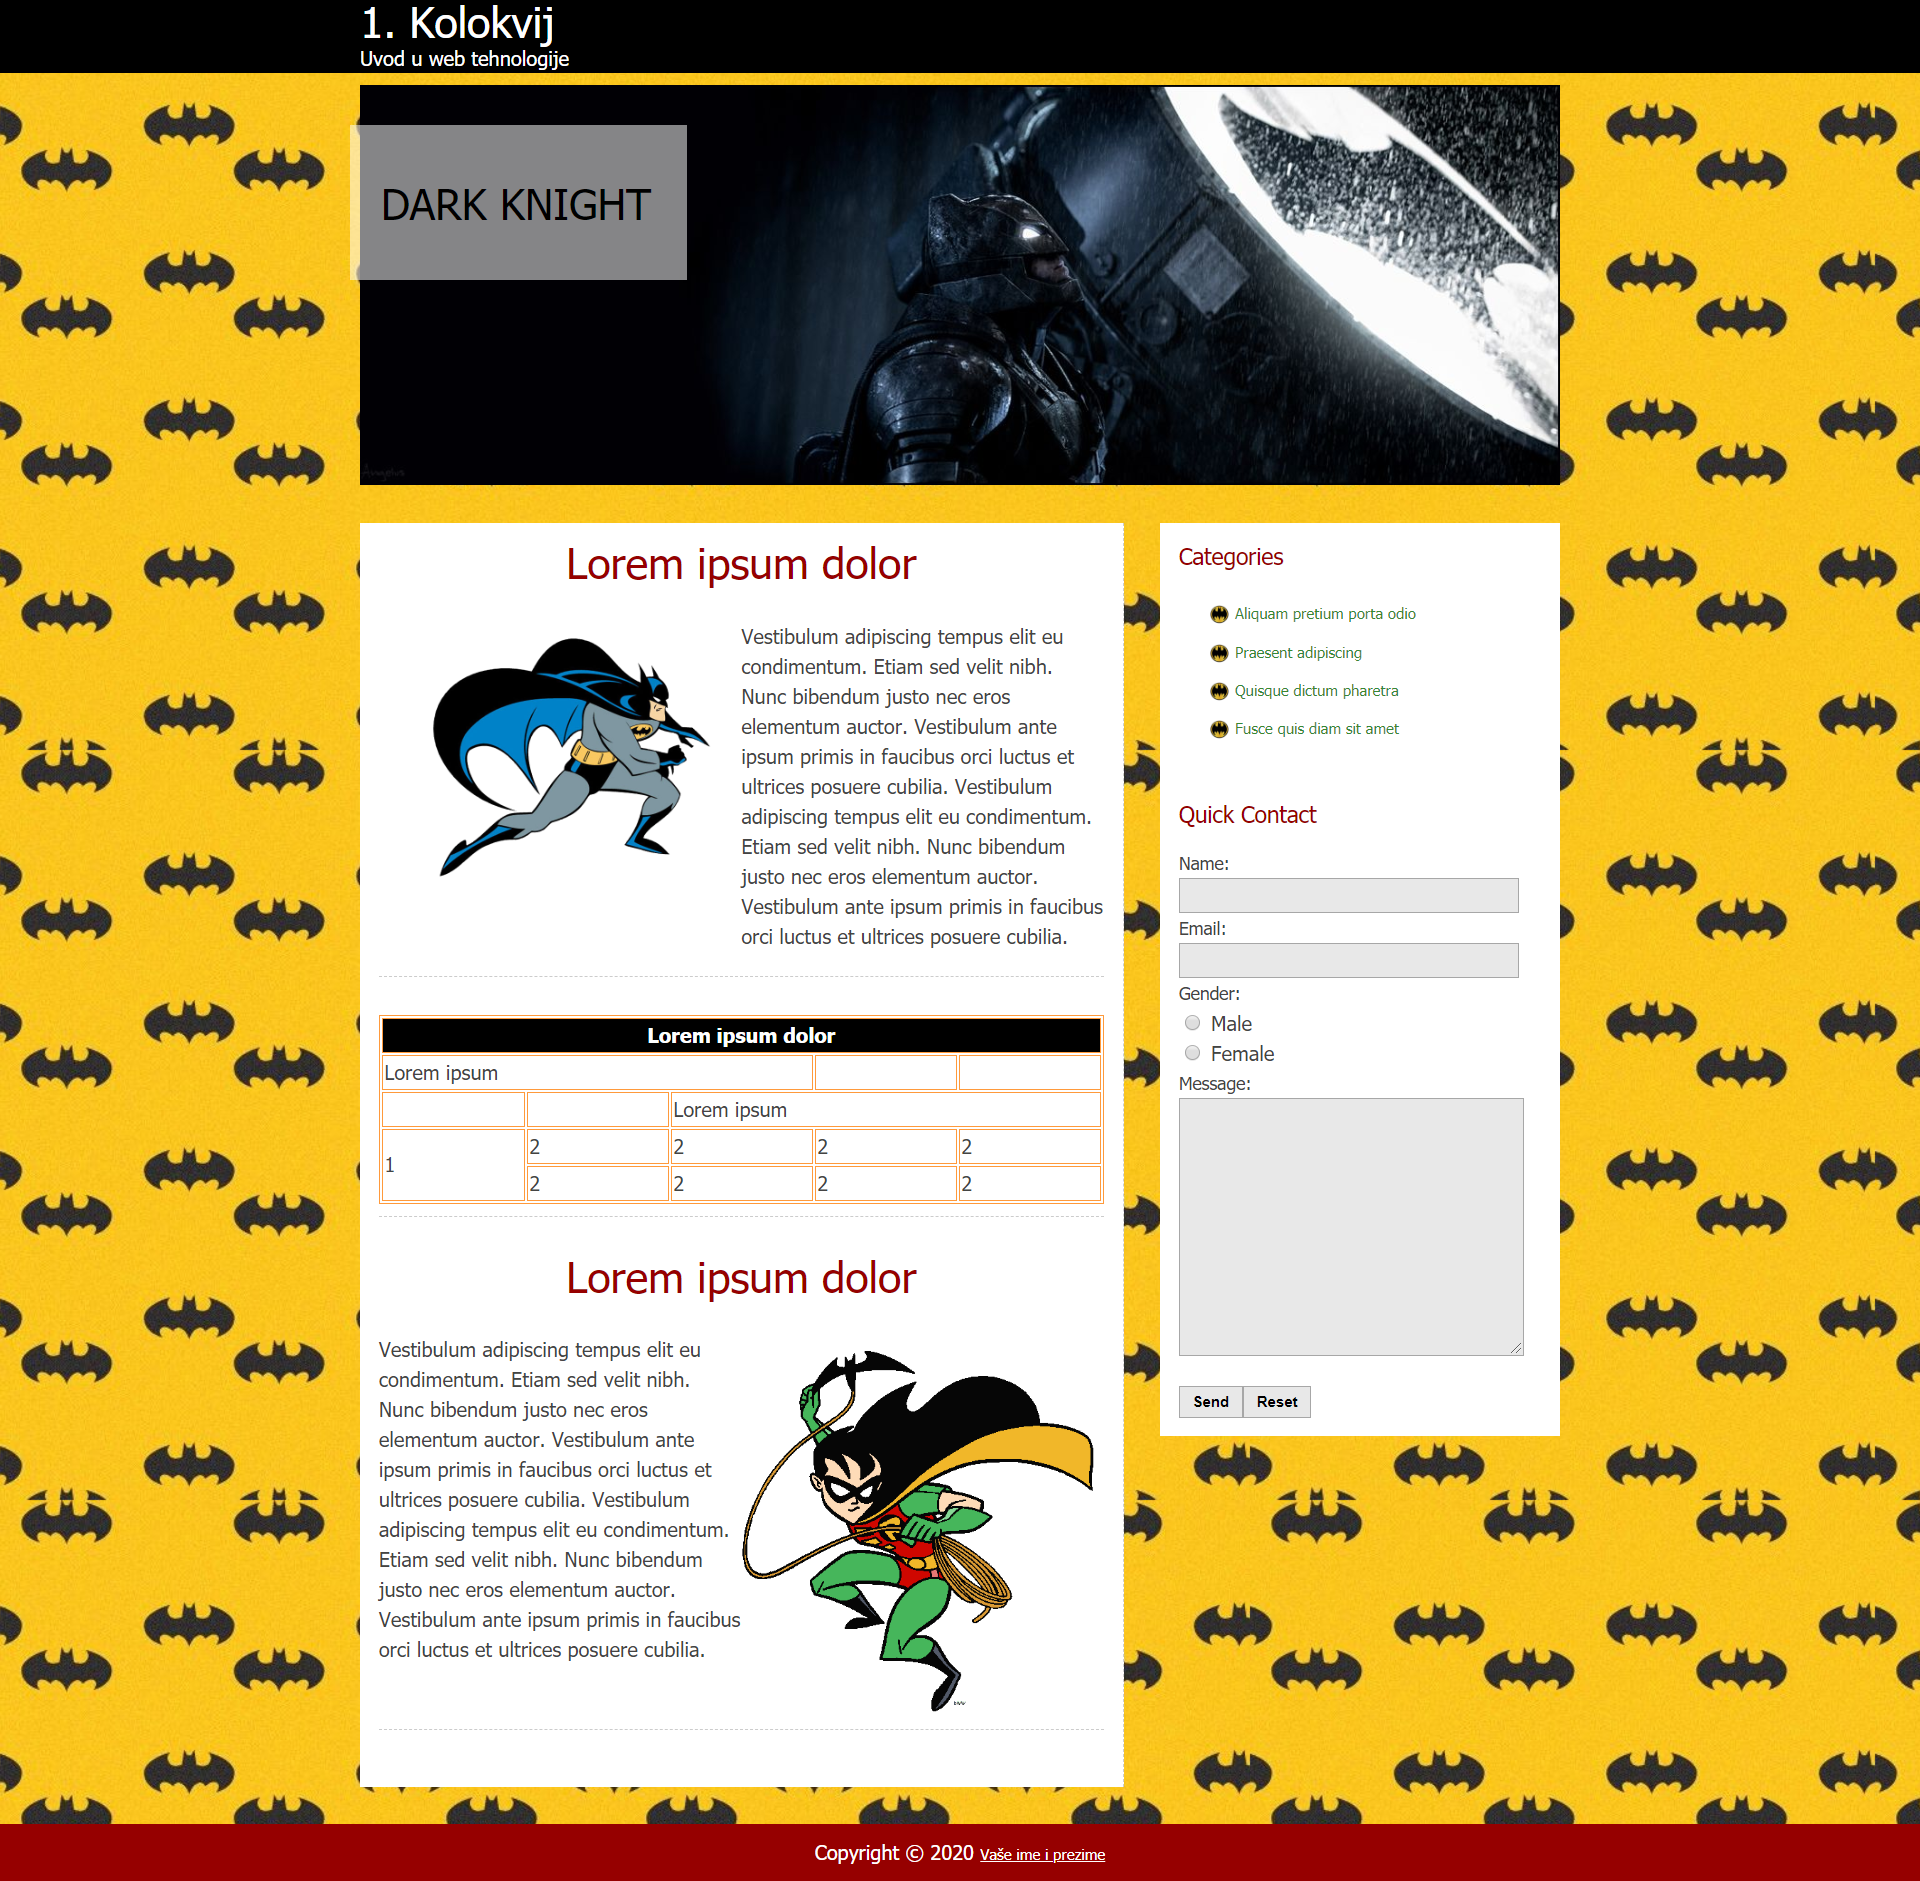 1. Kolokvij
Uvod u web tehnologije
DARK KNIGHT
Lorem ipsum dolor
Vestibulum adipiscing tempus elit eu
condimentum. Etiam sed velit nibh.
Nunc bibendum justo nec eros
elementum auctor. Vestibulum ante
ipsum primis in faucibus orci luctus et
ultrices posuere cubilia. Vestibulum
adipiscing tempus elit eu condimentum.
Etiam sed velit nibh. Nunc bibendum
justo nec eros elementum auctor.
Vestibulum ante ipsum primis in faucibus
orci luctus et ultrices posuere cubilia.
Lorem ipsum dolor
Lorem ipsum
Lorem ipsum
1 2 2 2 2
2 2 2 2
Lorem ipsum dolor
Vestibulum adipiscing tempus elit eu
condimentum. Etiam sed velit nibh.
Nunc bibendum justo nec eros
elementum auctor. Vestibulum ante
ipsum primis in faucibus orci luctus et
ultrices posuere cubilia. Vestibulum
adipiscing tempus elit eu condimentum.
Etiam sed velit nibh. Nunc bibendum
justo nec eros elementum auctor.
Vestibulum ante ipsum primis in faucibus
orci luctus et ultrices posuere cubilia.
Categories
Aliquam pretium porta odio
Praesent adipiscing
Quisque dictum pharetra
Fusce quis diam sit amet
Quick Contact
Name:
Email:
Gender:
Male
Female
Message:
Send Reset
Copyright © 2020 Vaše ime i prezime